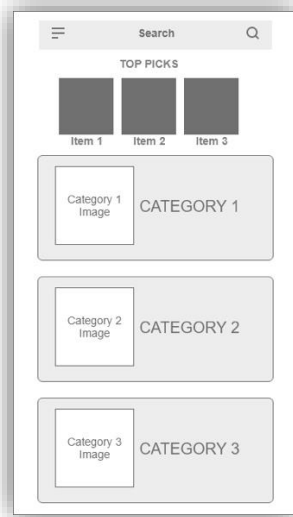 Search
TOP PICKS
Item 1 Item 2 Item 3
Category 1
Image
CATEGORY 1
Category 2
Image
CATEGORY 2
Category 3
Image
CATEGORY 3